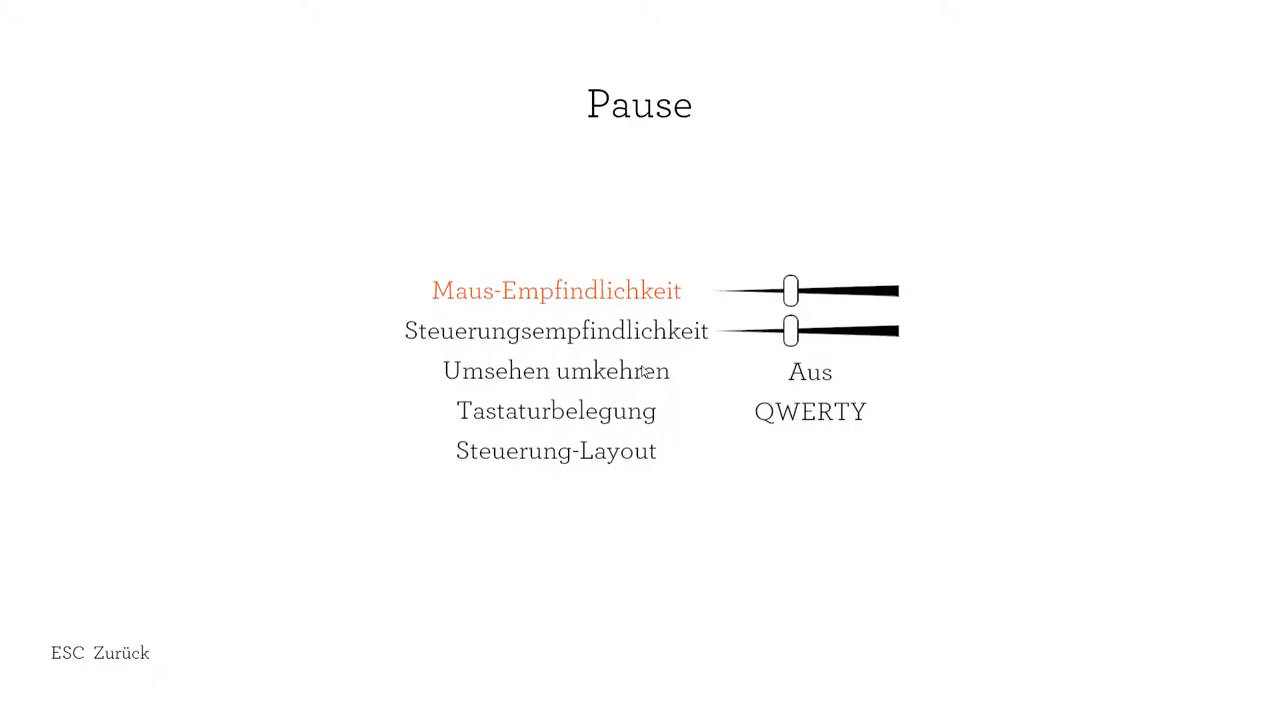 Pause
Maus-Empfindlichkeit
Steuerungsempfindlichkeit
Umsehen umkehren Aus
Tastaturbelegung QWERTY
Steuerung-Layout
ESC Zurück